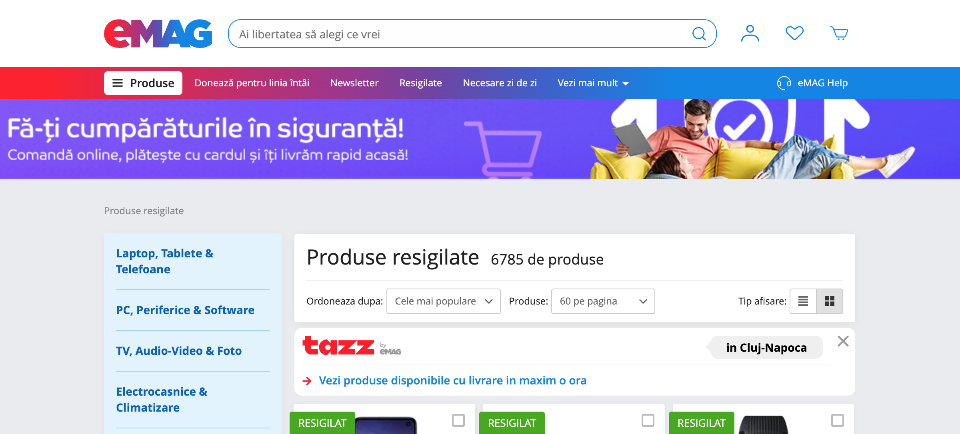 eMAG
Ai libertatea să alegi ce vrei
Produse
Donează pentru linia întâi
Newsletter
Resigilate
Necesare zi de zi
Vezi mai mult
eMAG Help
Fă-ți cumpărăturile în siguranță!
Comandă online, plătește cu cardul și îți livrăm rapid acasă!
Produse resigilate
Laptop, Tablete &
Telefoane
PC, Periferice & Software
TV, Audio-Video & Foto
Electrocasnice &
Climatizare
Produse resigilate 6785 de produse
Ordoneaza dupa: Cele mai populare Produse: 60 pe pagina Tip afisare:
tazz by eMAG
in Cluj-Napoca
Vezi produse disponibile cu livrare in maxim o ora
RESIGILAT
RESIGILAT
RESIGILAT